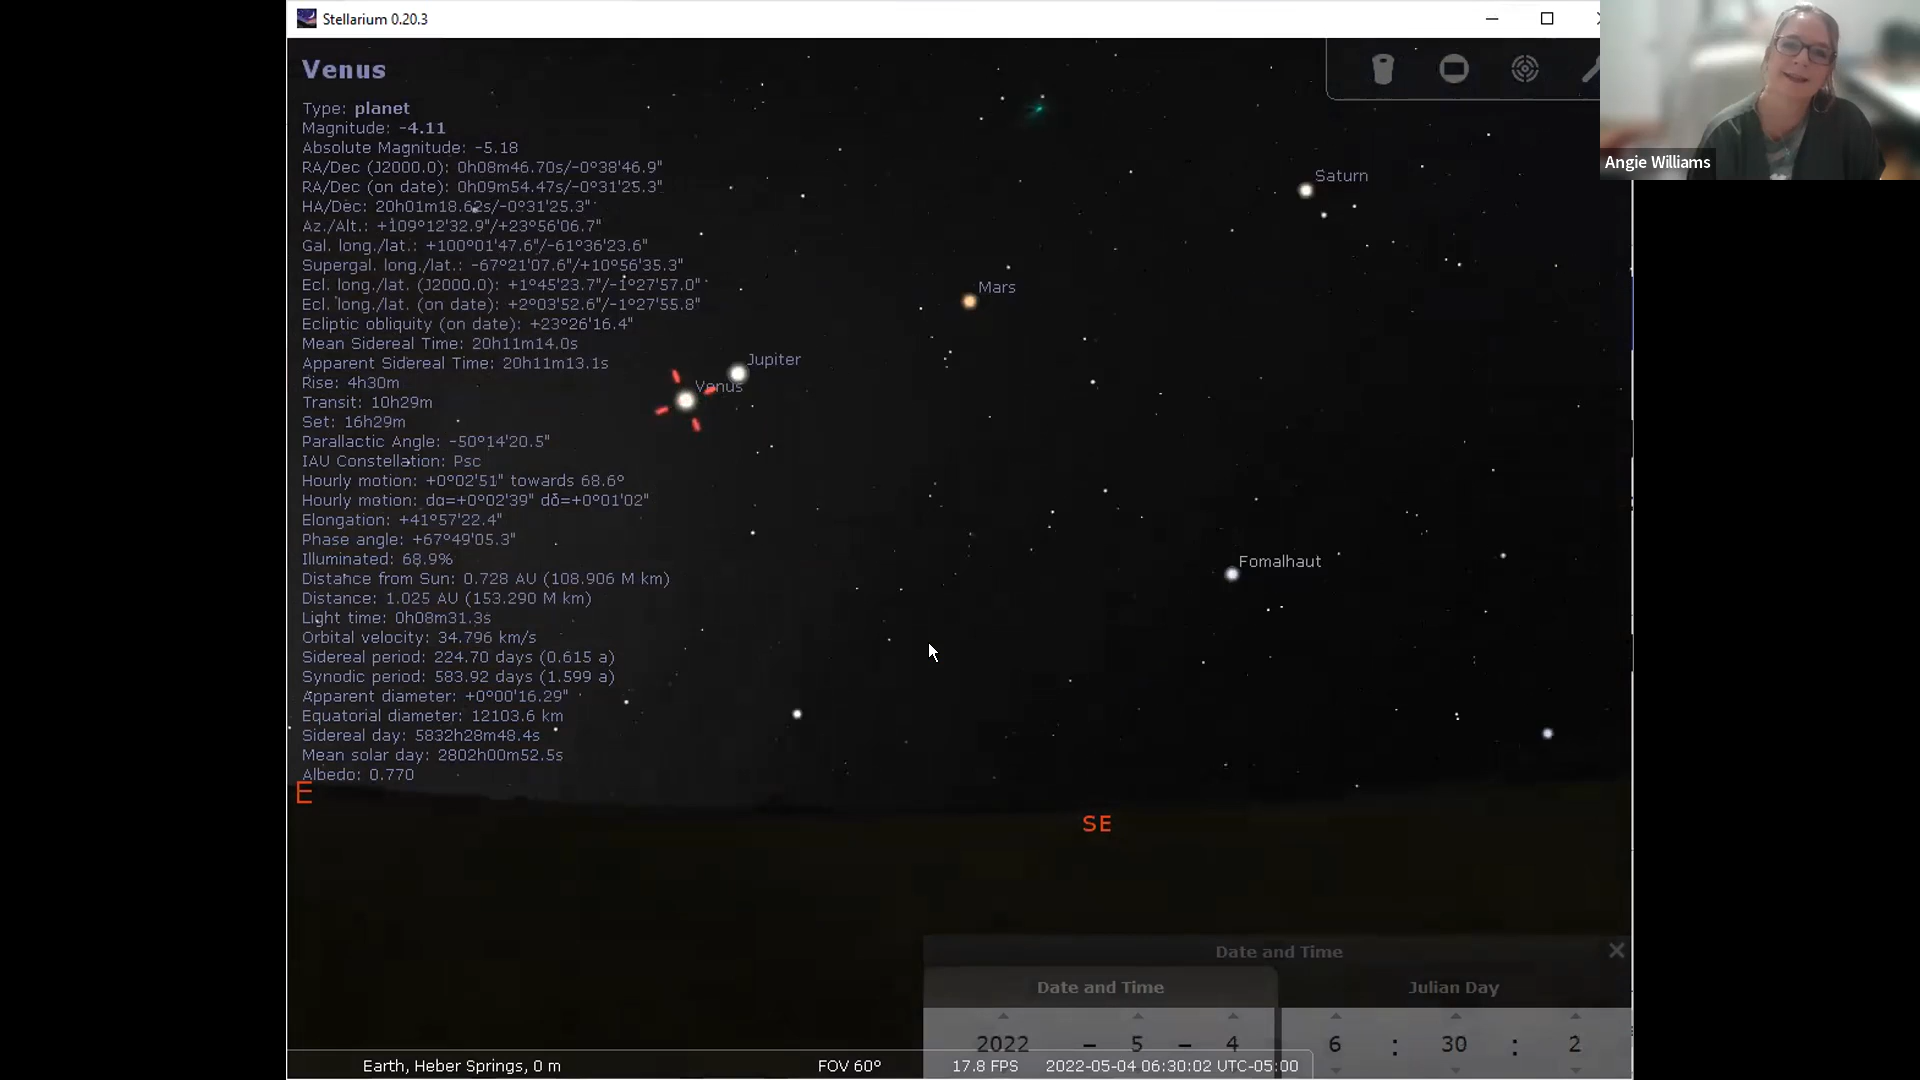 Stellarium 0.20.3
Venus
Type: planet
Magnitude: -4.11
Absolute Magnitude: -5.18
RA/Dec (J2000.0): 0h08m46.70s/-0°38'46.9"
RA/Dec (on date): 0h09m54.47s/-0°31'25.3"
HA/Dec: 20h01m18.62s/-0°31'25.3"
Az./Alt.: +109°12'32.9"/+23°56'06.7"
Gal. long./lat.: +100°01'47.6"/-61°36'23.6"
Supergal. long./lat.: -67°21'07.6"/+10°56'35.3"
Ecl. long./lat. (J2000.0): +1°45'23.7"/-1°27'57.0"
Ecl. long./lat. (on date): +2°03'52.6"/-1°27'55.8"
Ecliptic obliquity (on date): +23°26'16.4"
Mean Sidereal Time: 20h11m14.0s
Apparent Sidereal Time: 20h11m13.1s
Rise: 4h30m
Transit: 10h29m
Set: 16h29m
Parallactic Angle: -50°14'20.5"
IAU Constellation: Psc
Hourly motion: +0°02'51" towards 68.6°
Hourly motion: dα=+0°02'39" dδ=+0°01'02"
Elongation: +41°57'22.4"
Phase angle: +67°49'05.3"
Illuminated: 68.9%
Distance from Sun: 0.728 AU (108.906 M km)
Distance: 1.025 AU (153.290 M km)
Light time: 0h08m31.3s
Orbital velocity: 34.796 km/s
Sidereal period: 224.70 days (0.615 a)
Synodic period: 583.92 days (1.599 a)
Apparent diameter: +0°00'16.29"
Equatorial diameter: 12103.6 km
Sidereal day: 5832h28m48.4s
Mean solar day: 2802h00m52.5s
Albedo: 0.770
Angie Williams
Saturn
Mars
Jupiter
Venus
Fomalhaut
E
SE
Date and Time
Date and Time
Julian Day
2022 – 5 – 4 6 : 30 : 2
Earth, Heber Springs, 0 m
FOV 60°
17.8 FPS
2022-05-04 06:30:02 UTC-05:00